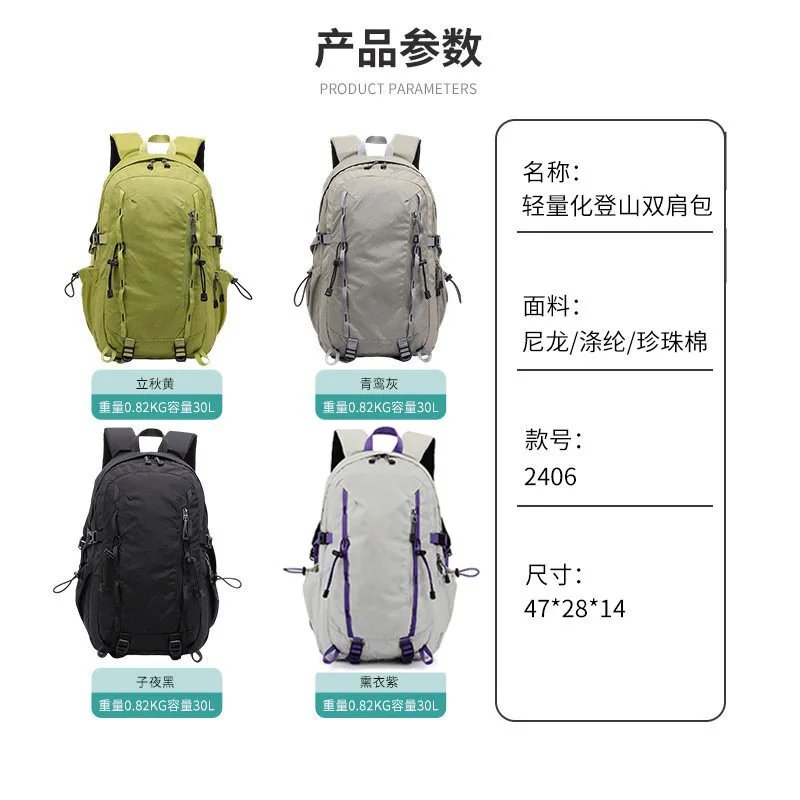 产品参数
PRODUCT PARAMETERS
立秋黄
重量0.82KG容量30L
青鸾灰
重量0.82KG容量30L
子夜黑
重量0.82KG容量30L
熏衣紫
重量0.82KG容量30L
名称：
轻量化登山双肩包
面料：
尼龙/涤纶/珍珠棉
款号：
2406
尺寸：
47*28*14